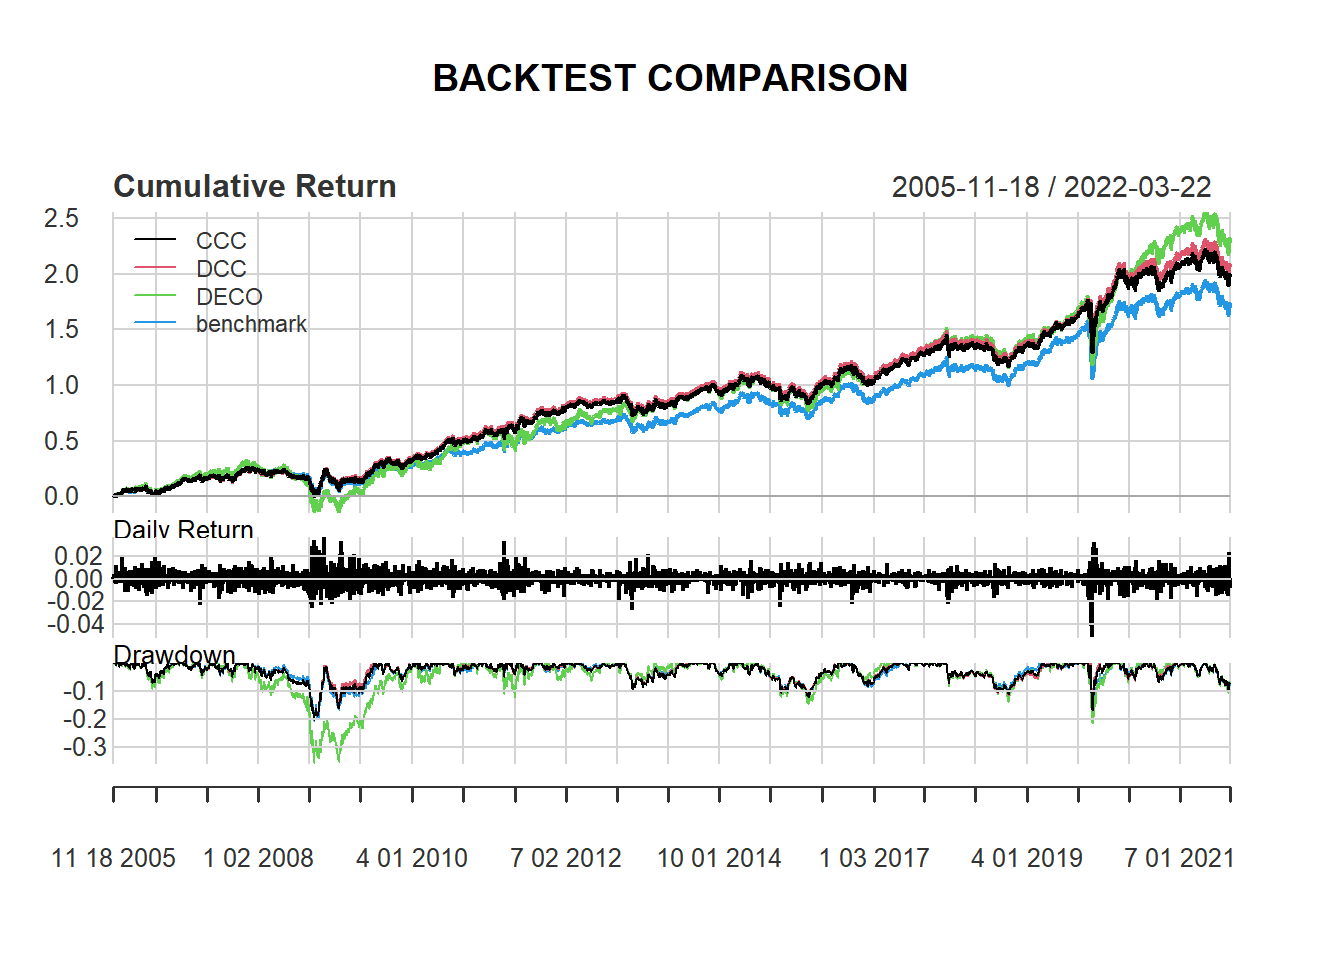 BACKTEST COMPARISON
Cumulative Return 2005-11-18 / 2022-03-22
2.5
2.0
1.5
1.0
0.5
0.0
CCC
DCC
DECO
benchmark
Daily Return
0.02
0.00
-0.02
-0.04
Drawdown
-0.1
-0.2
-0.3
11 18 2005 1 02 2008 4 01 2010 7 02 2012 10 01 2014 1 03 2017 4 01 2019 7 01 2021